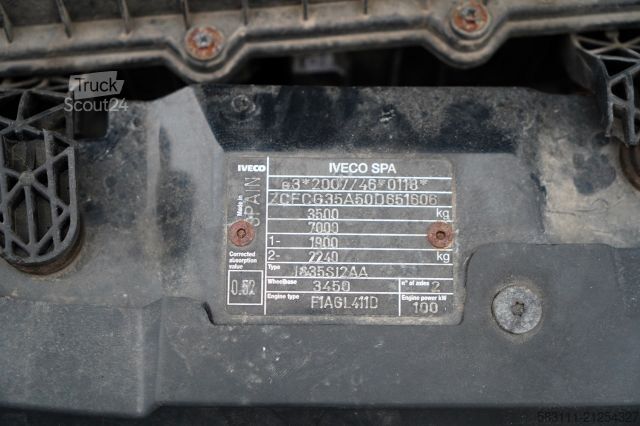 Truck
Scout24
IVECO
IVECO SPA
Made in
SPAIN
e3*2007/46*0118*
ZCFCG35A50D651606
3500 kg
7000 kg
1- 1900 kg
2- 2240 kg
Type
Corrected
absorption
value
0.52
Wheelbase 3450 n° of axles 2
Engine type F1AGL411D Engine power kW
100